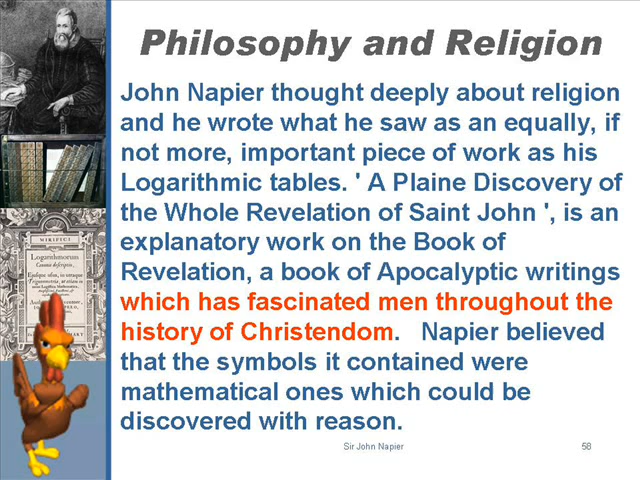 Philosophy and Religion
John Napier thought deeply about religion
and he wrote what he saw as an equally, if
not more, important piece of work as his
Logarithmic tables. ' A Plaine Discovery of
the Whole Revelation of Saint John ', is an
explanatory work on the Book of
Revelation, a book of Apocalyptic writings
which has fascinated men throughout the
history of Christendom. Napier believed
that the symbols it contained were
mathematical ones which could be
discovered with reason.
MIRIFICI
Logarithmorum
Canonis descriptio,
Sir John Napier
58